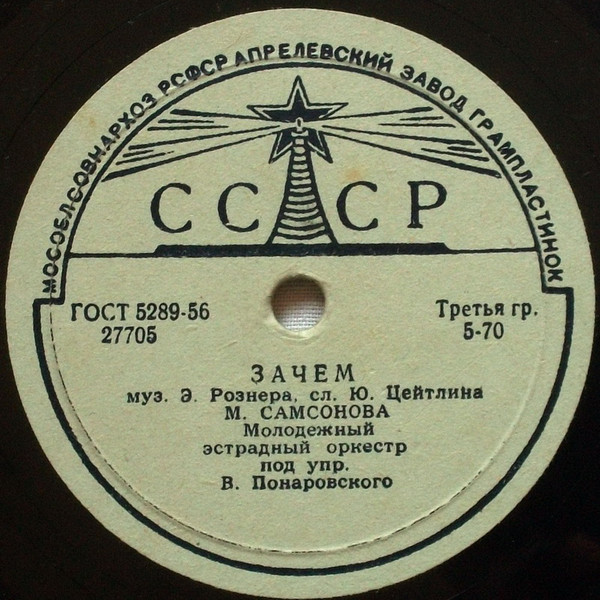 МОСОБЛСОВНАРХОЗ РСФСР АПРЕЛЕВСКИЙ ЗАВОД ГРАМПЛАСТИНОК
СССР
ГОСТ 5289-56
27705
Третья гр.
5-70
ЗАЧЕМ
муз. Э. Рознера, сл. Ю. Цейтлина
М. САМСОНОВА
Молодежный
эстрадный оркестр
под упр.
В. Понаровского